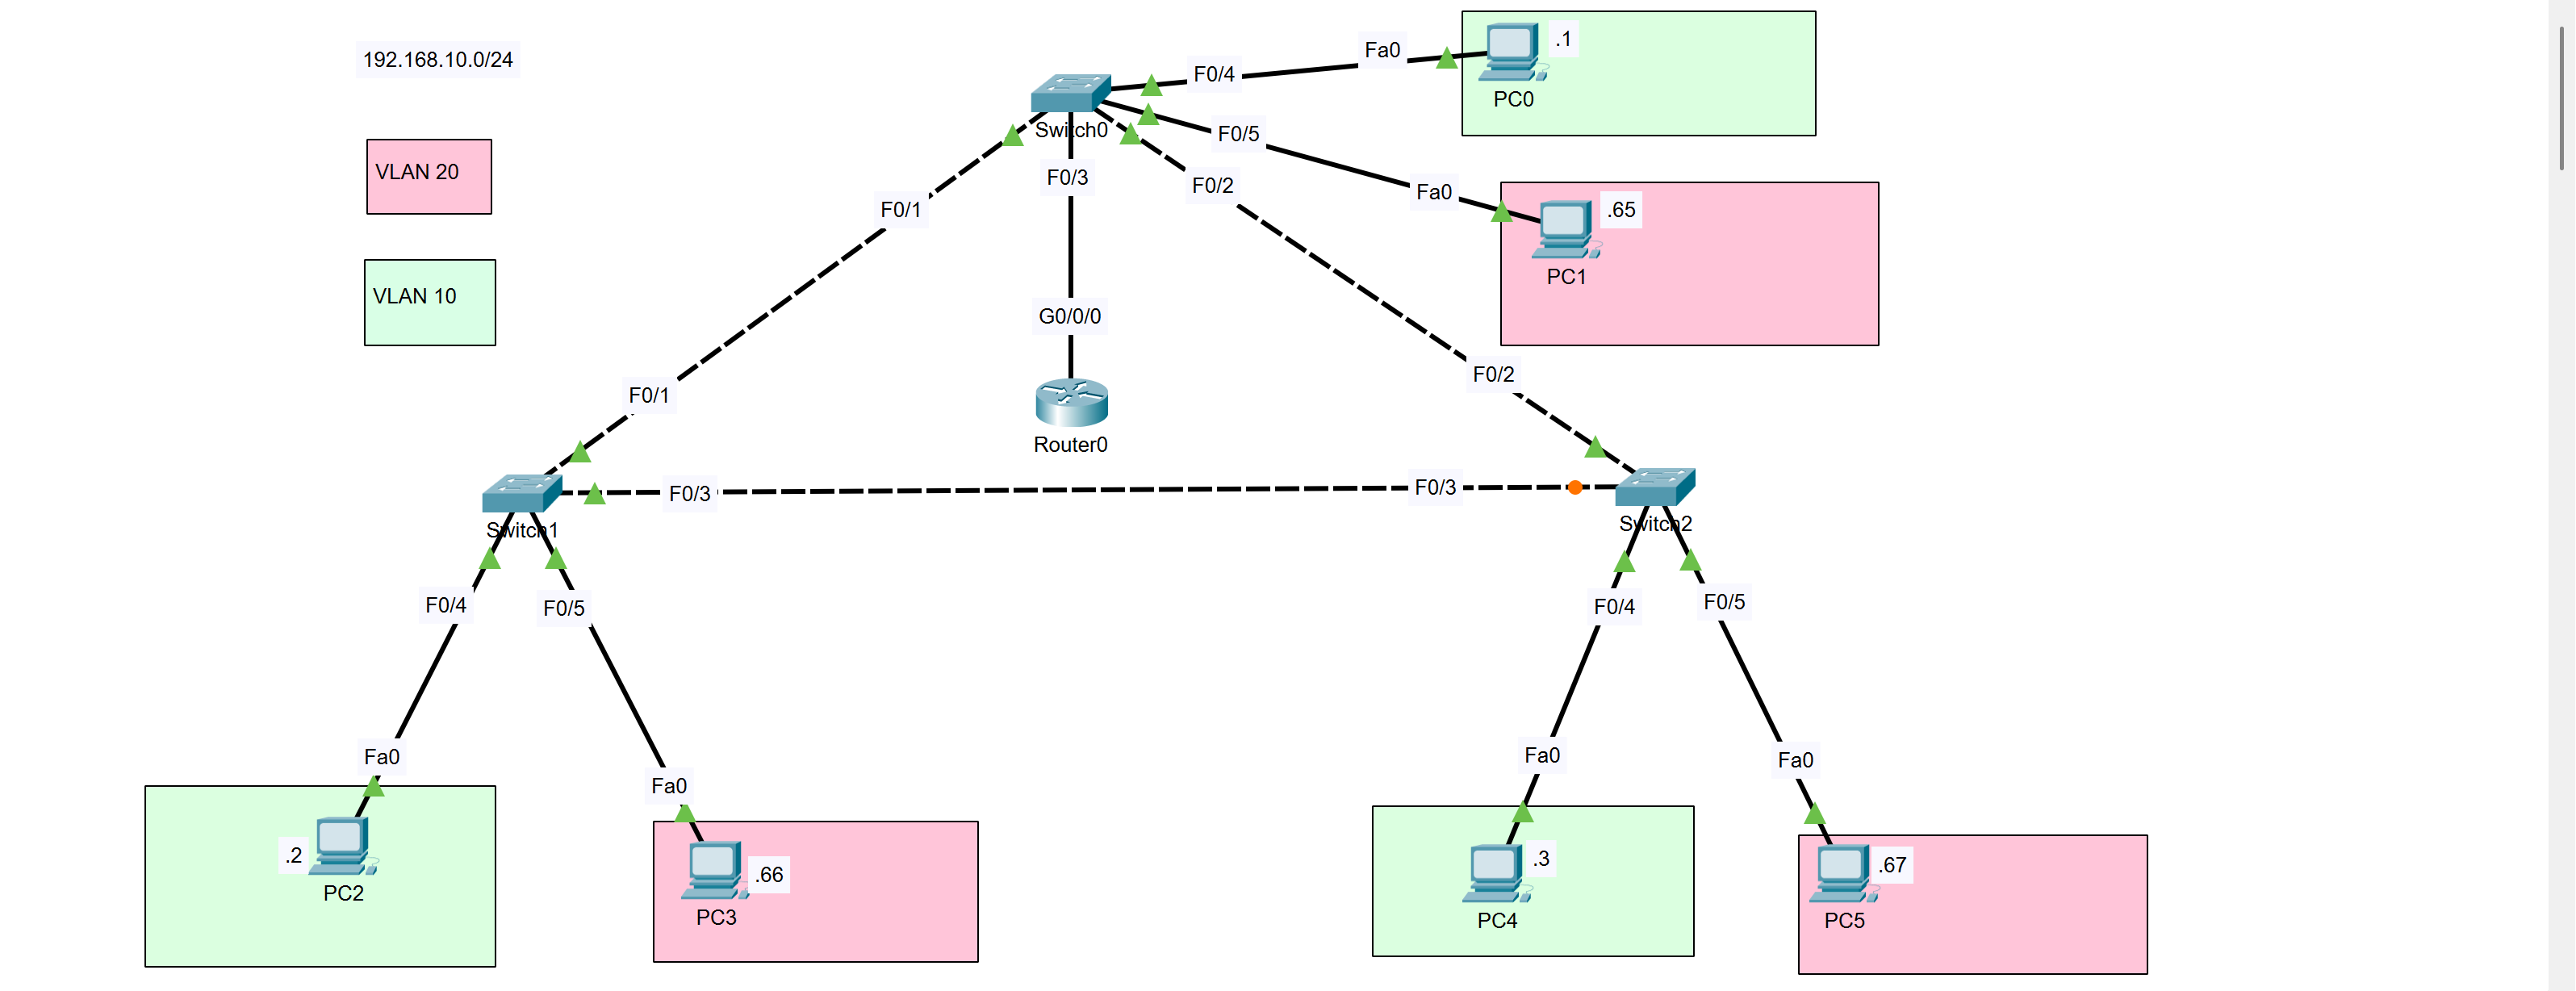 192.168.10.0/24
VLAN 20
VLAN 10
Switch0
F0/4
Fa0
.1
PC0
F0/5
Fa0
.65
PC1
F0/3
F0/1
F0/2
G0/0/0
Router0
F0/1
F0/2
Switch1
F0/3
F0/3
Switch2
F0/4
F0/5
F0/4
F0/5
Fa0
Fa0
Fa0
Fa0
.2
PC2
.66
PC3
.3
PC4
.67
PC5